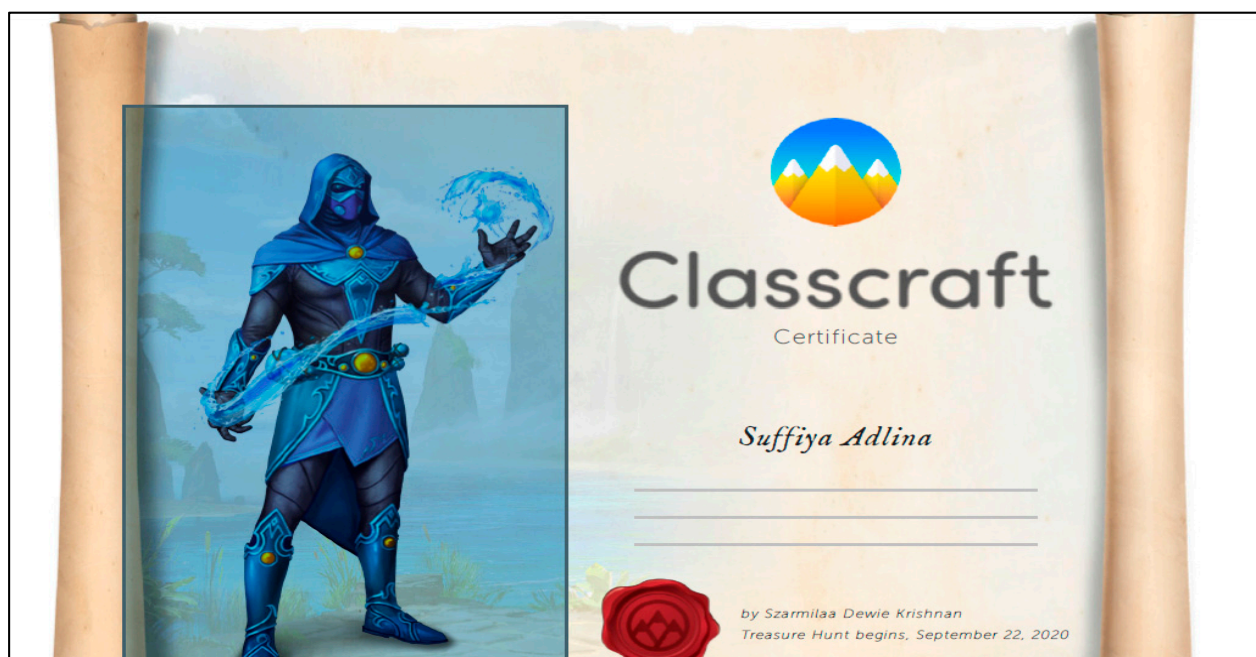 Classcraft
Certificate
Suffiya Adlina
by Szarmilaa Dewie Krishnan
Treasure Hunt begins, September 22, 2020